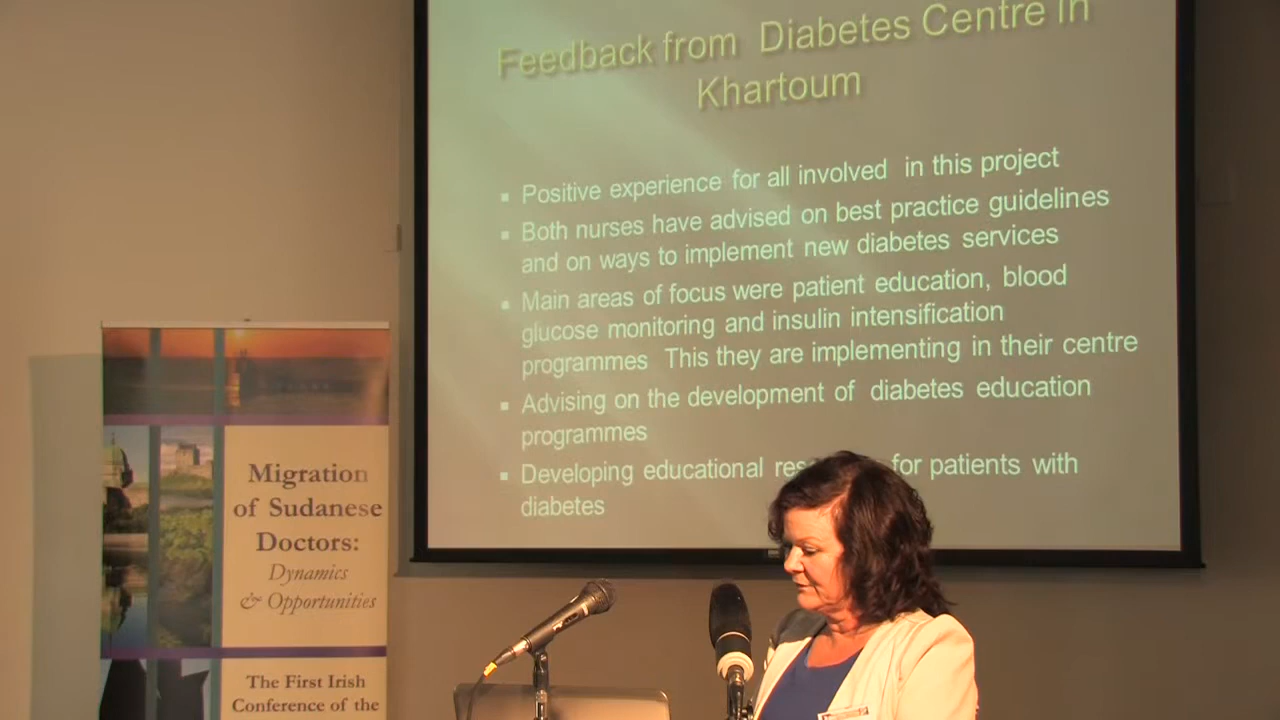 Feedback from Diabetes Centre in
Khartoum
Positive experience for all involved in this project
Both nurses have advised on best practice guidelines
and on ways to implement new diabetes services
Main areas of focus were patient education, blood
glucose monitoring and insulin intensification
programmes This they are implementing in their centre
Advising on the development of diabetes education
programmes
Developing educational for patients with
diabetes
Migration
of Sudanese
Doctors:
Dynamics
& Opportunities
The First Irish
Conference of the